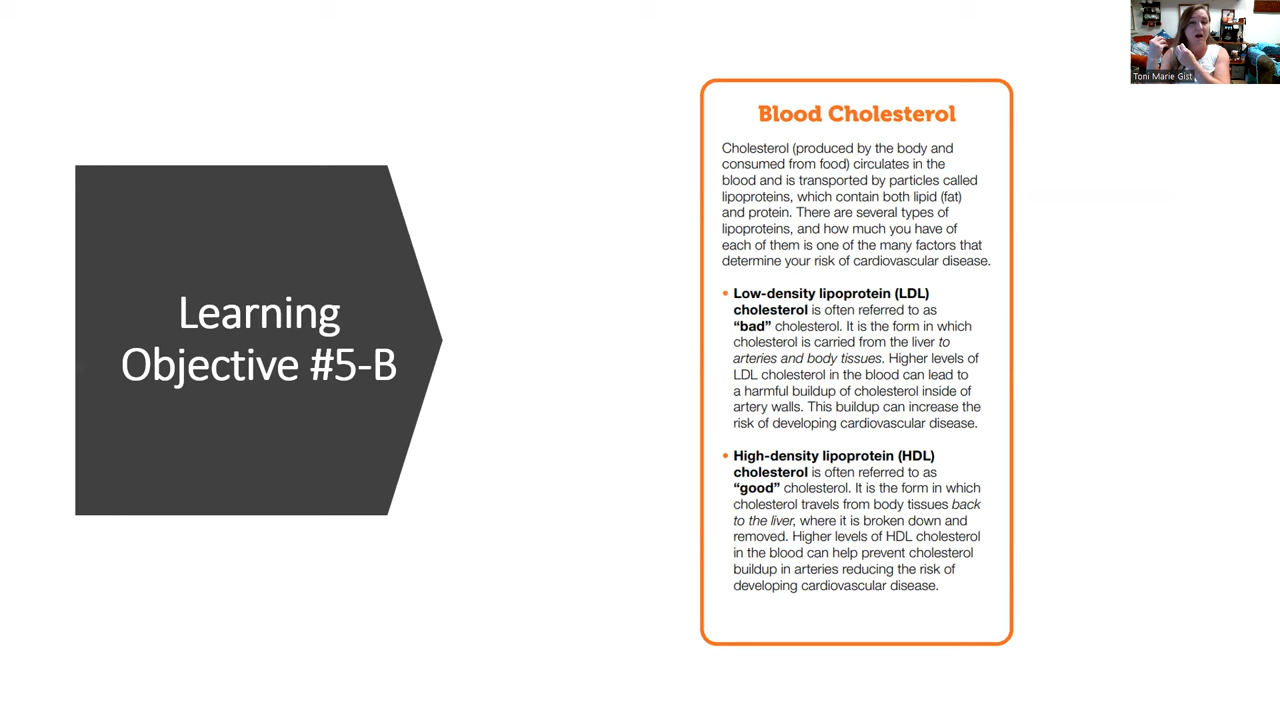 Learning
Objective #5-B
Blood Cholesterol
Cholesterol (produced by the body and
consumed from food) circulates in the
blood and is transported by particles called
lipoproteins, which contain both lipid (fat)
and protein. There are several types of
lipoproteins, and how much you have of
each of them is one of the many factors that
determine your risk of cardiovascular disease.
• Low-density lipoprotein (LDL)
cholesterol is often referred to as
“bad” cholesterol. It is the form in which
cholesterol is carried from the liver to
arteries and body tissues. Higher levels of
LDL cholesterol in the blood can lead to
a harmful buildup of cholesterol inside of
artery walls. This buildup can increase the
risk of developing cardiovascular disease.
• High-density lipoprotein (HDL)
cholesterol is often referred to as
“good” cholesterol. It is the form in which
cholesterol travels from body tissues back
to the liver, where it is broken down and
removed. Higher levels of HDL cholesterol
in the blood can help prevent cholesterol
buildup in arteries reducing the risk of
developing cardiovascular disease.
Toni Marie Gist